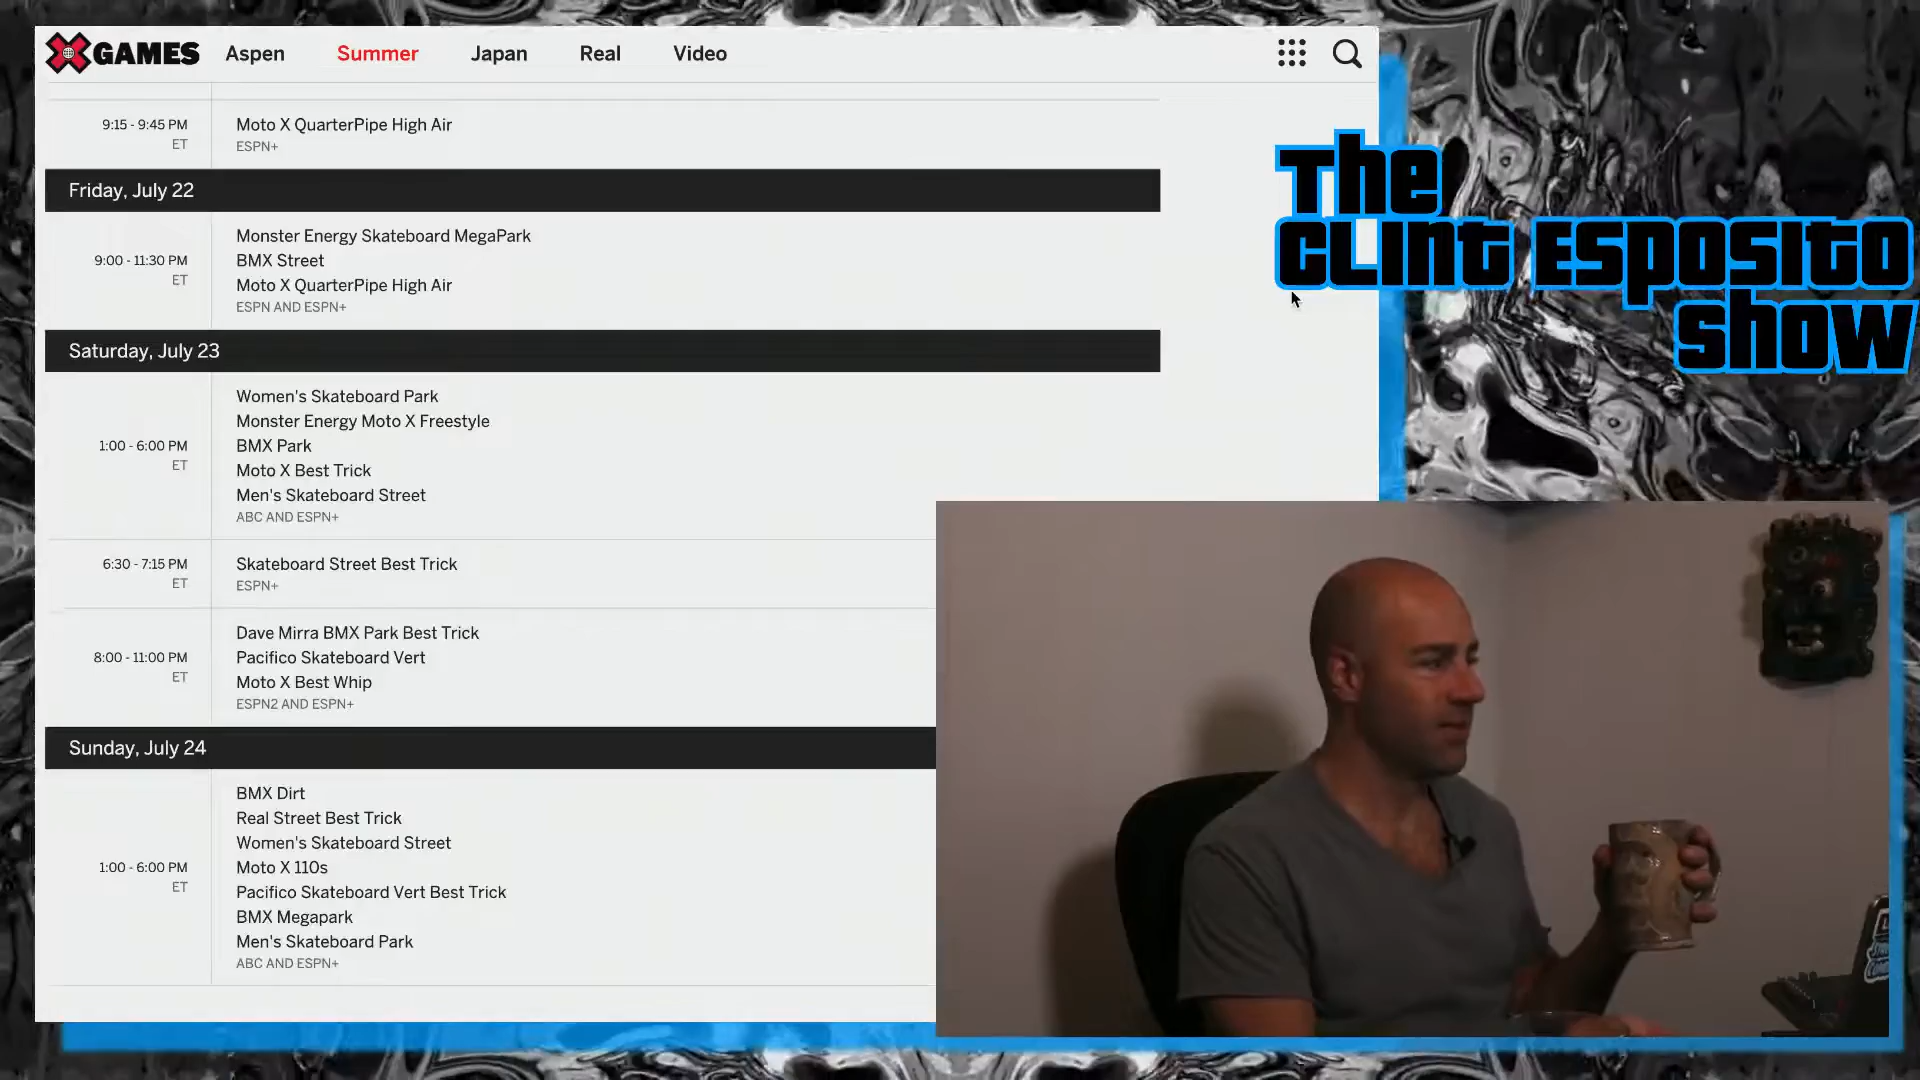 GAMES
Aspen
Summer
Japan
Real
Video
9:15 - 9:45 PM
ET
Moto X QuarterPipe High Air
ESPN+
Friday, July 22
9:00 - 11:30 PM
ET
Monster Energy Skateboard MegaPark
BMX Street
Moto X QuarterPipe High Air
ESPN AND ESPN+
Saturday, July 23
1:00 - 6:00 PM
ET
Women's Skateboard Park
Monster Energy Moto X Freestyle
BMX Park
Moto X Best Trick
Men's Skateboard Street
ABC AND ESPN+
6:30 - 7:15 PM
ET
Skateboard Street Best Trick
ESPN+
8:00 - 11:00 PM
ET
Dave Mirra BMX Park Best Trick
Pacifico Skateboard Vert
Moto X Best Whip
ESPN2 AND ESPN+
Sunday, July 24
1:00 - 6:00 PM
ET
BMX Dirt
Real Street Best Trick
Women's Skateboard Street
Moto X 110s
Pacifico Skateboard Vert Best Trick
BMX Megapark
Men's Skateboard Park
ABC AND ESPN+
The
CLInt Esposito
show